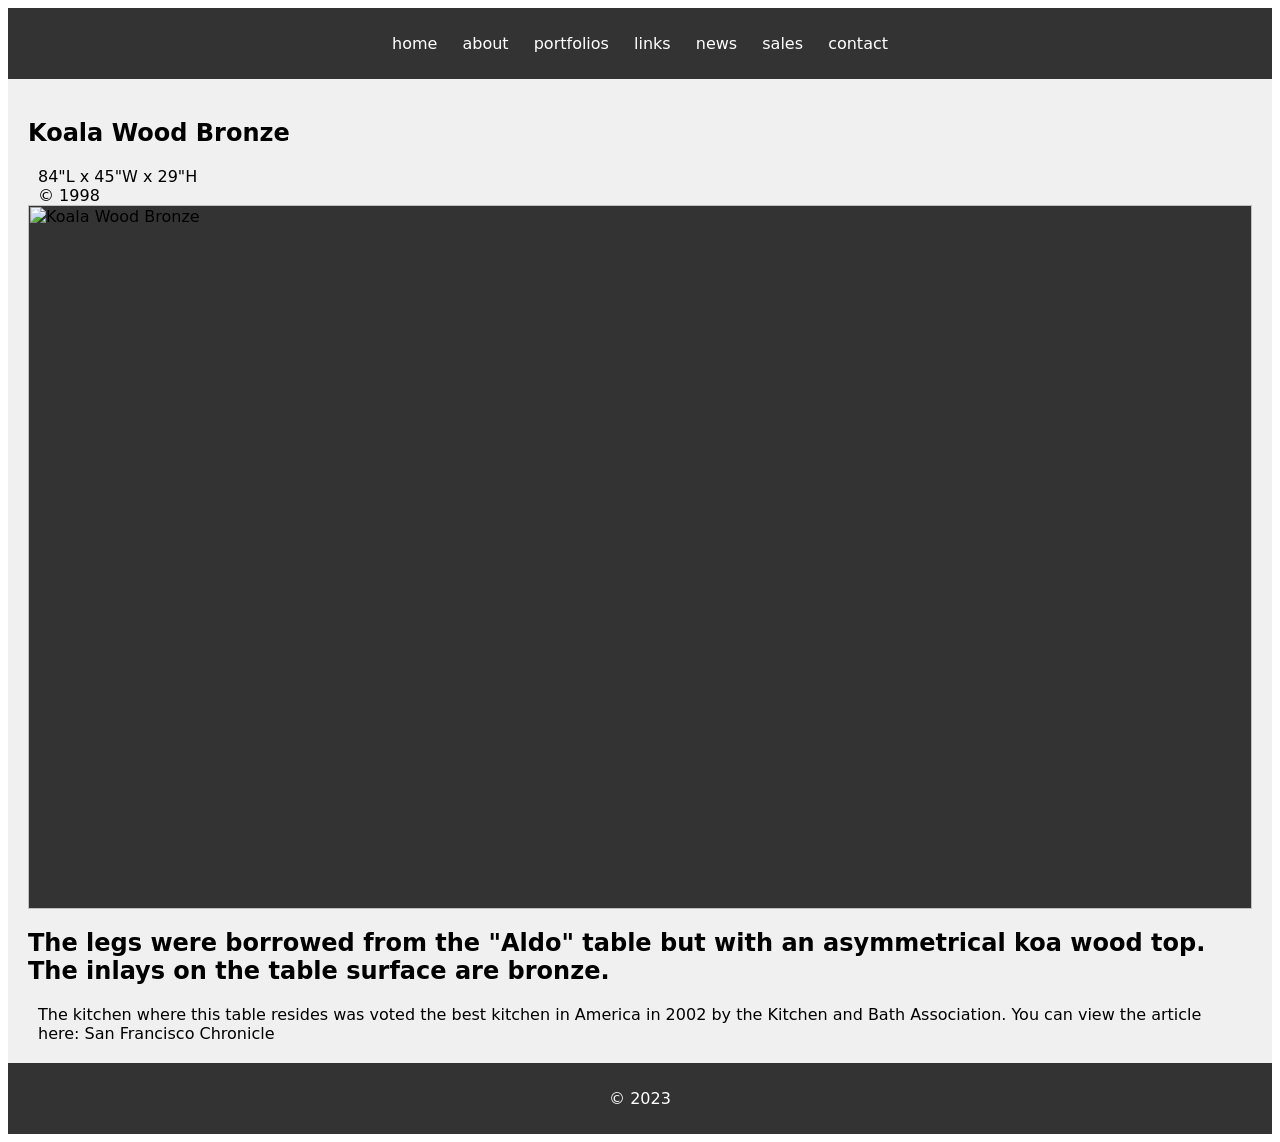 home about portfolios links news sales contact
Koala Wood Bronze
84"L x 45"W x 29"H
© 1998
Koala Wood Bronze
The legs were borrowed from the "Aldo" table but with an asymmetrical koa wood top.
The inlays on the table surface are bronze.
The kitchen where this table resides was voted the best kitchen in America in 2002 by the Kitchen and Bath Association. You can view the article
here: San Francisco Chronicle
© 2023